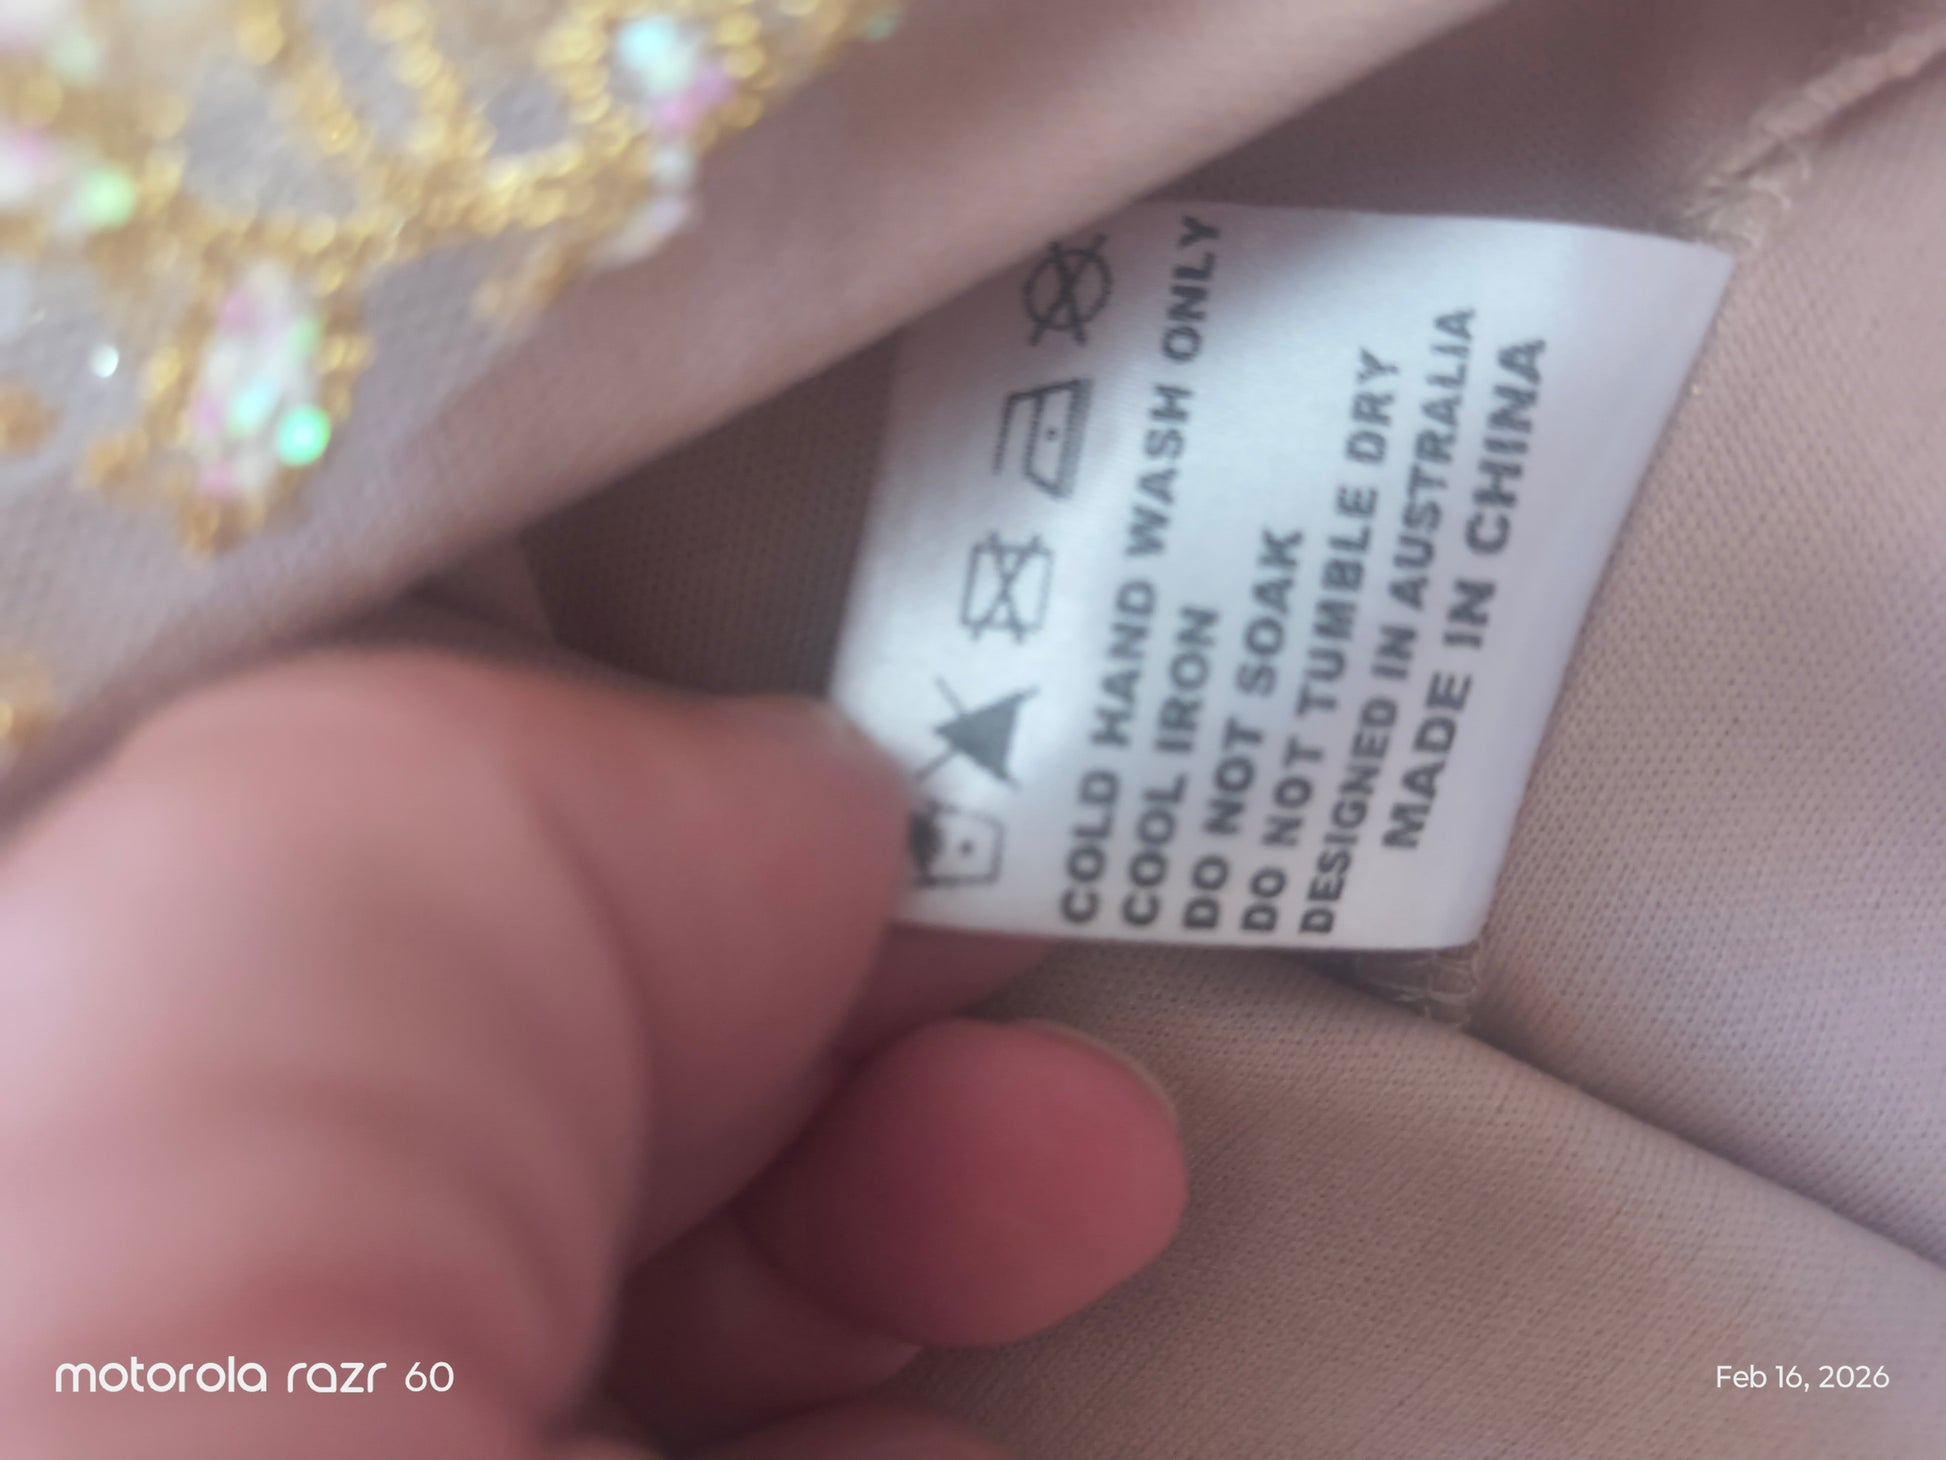 COLD HAND WASH ONLY
COOL IRON
DO NOT SOAK
DO NOT TUMBLE DRY
DESIGNED IN AUSTRALIA
MADE IN CHINA
motorola razr 60
Feb 16, 2026